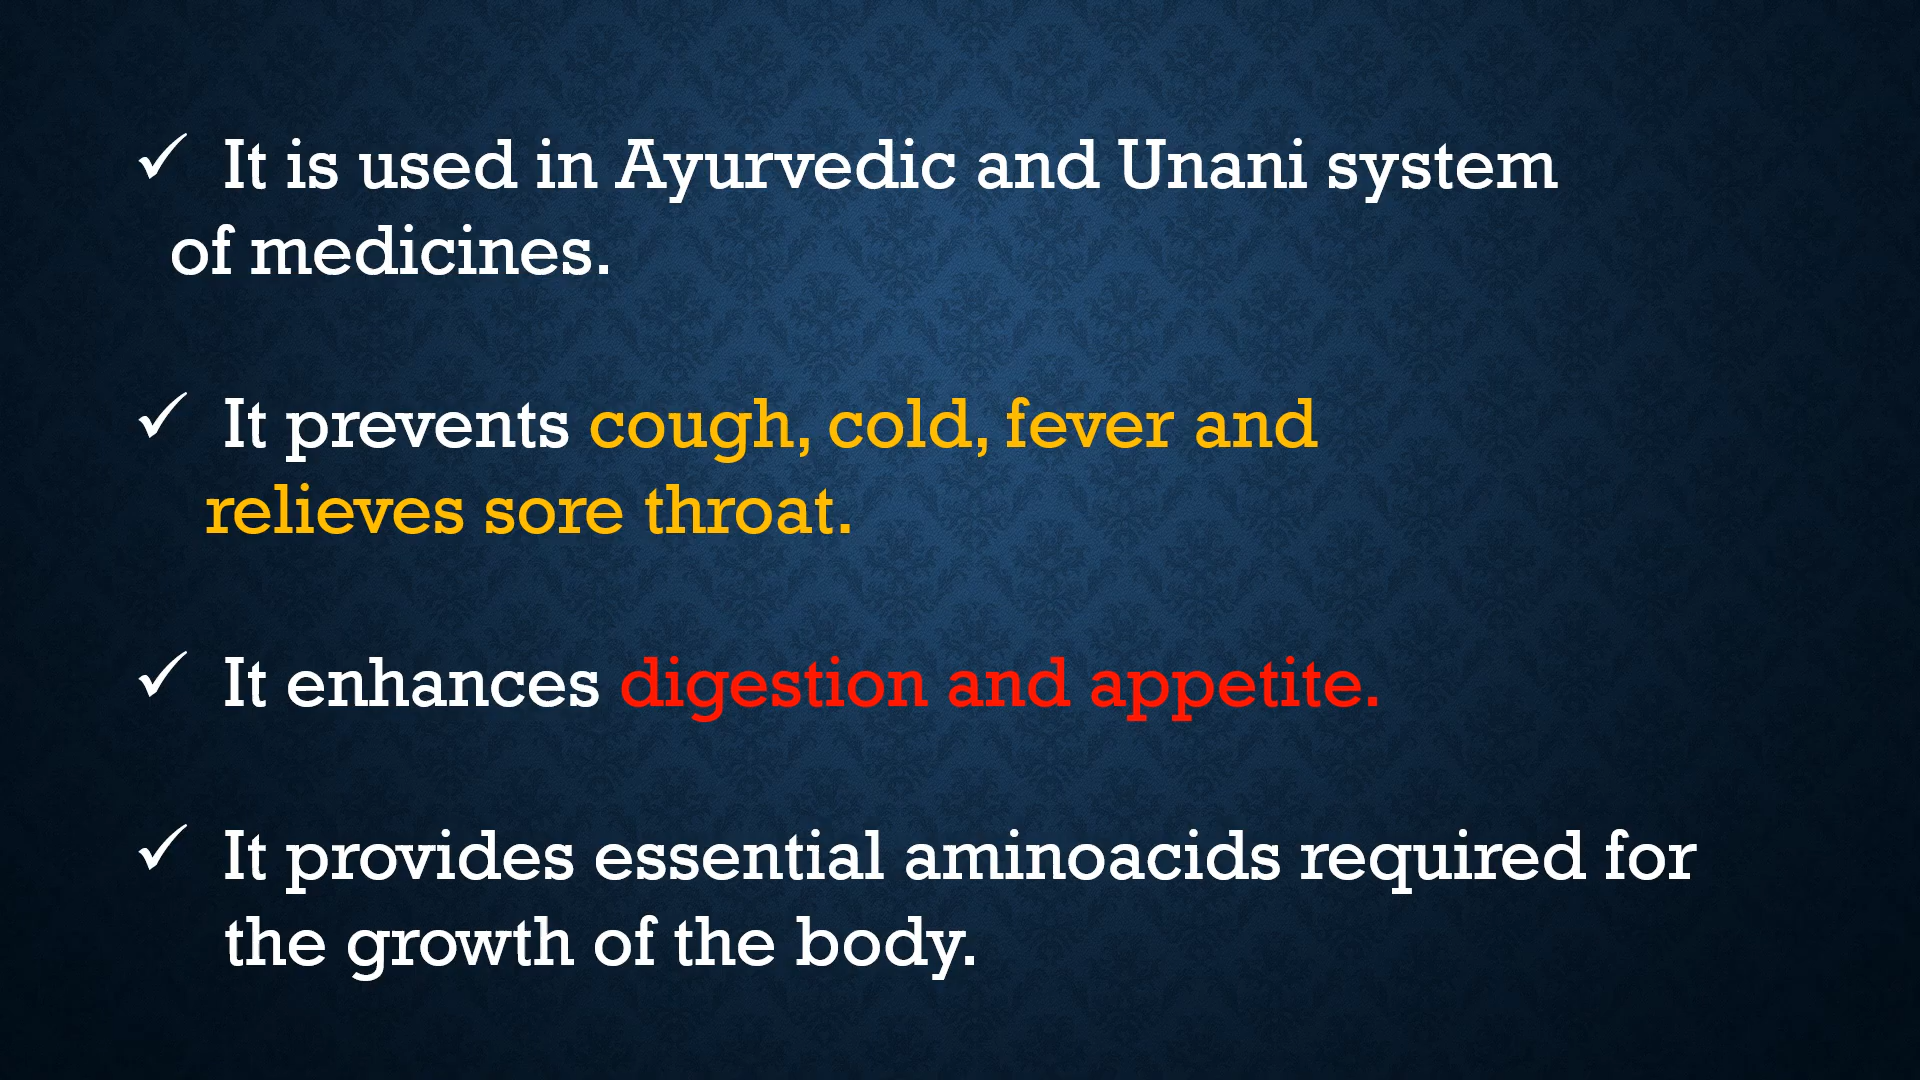 ✓ It is used in Ayurvedic and Unani system
of medicines.
✓ It prevents cough, cold, fever and
relieves sore throat.
✓ It enhances digestion and appetite.
✓ It provides essential aminoacids required for
the growth of the body.